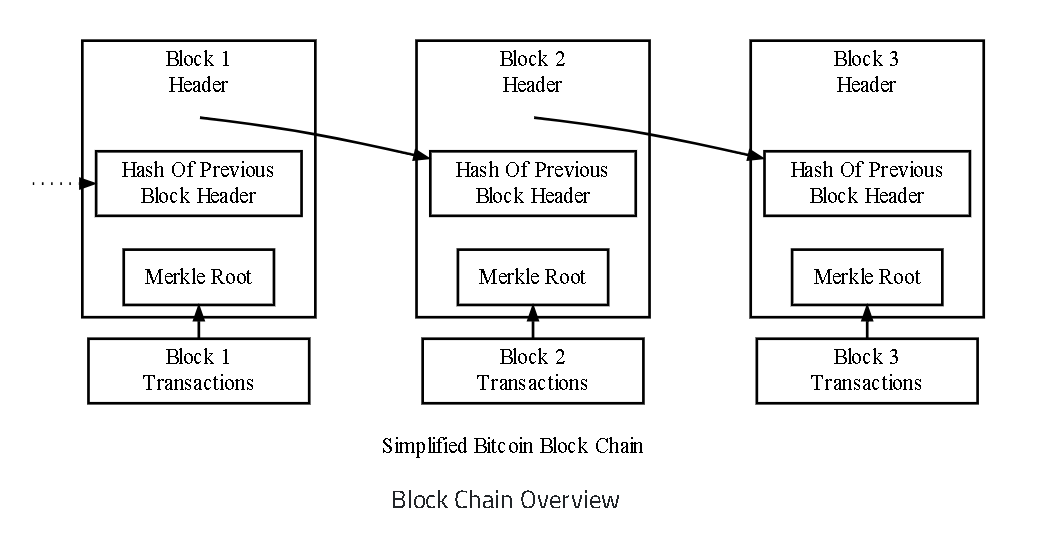 Block 1
Header
Hash Of Previous
Block Header
Merkle Root
Block 1
Transactions
Block 2
Header
Hash Of Previous
Block Header
Merkle Root
Block 2
Transactions
Block 3
Header
Hash Of Previous
Block Header
Merkle Root
Block 3
Transactions
Simplified Bitcoin Block Chain
Block Chain Overview